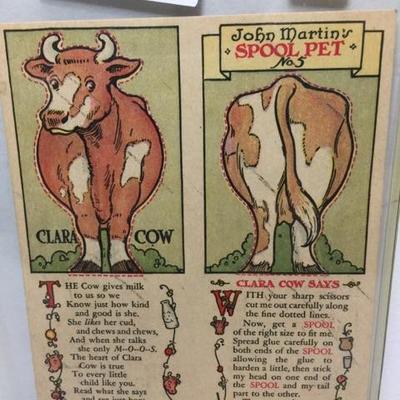 John Martin's
SPOOL PET
No 5
CLARA COW
THE Cow gives milk
to us so we
Know just how kind
and good is she.
She likes her cud,
and chews and chews,
And when she talks
she only M-O-O-S.
The heart of Clara
Cow is true
To every little
child like you.
Read what she says
and see just how
CLARA COW SAYS
WITH your sharp scissors
cut me out carefully along
the fine dotted lines.
Now, get a SPOOL
of the right size to fit me.
Spread glue carefully on
both ends of the SPOOL
allowing the glue to
harden a little, then stick
my head on one end of
the SPOOL and my tail
part to the other.